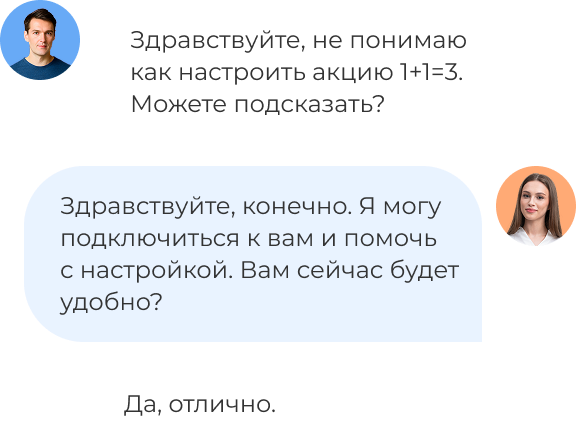 Здравствуйте, не понимаю
как настроить акцию 1+1=3.
Можете подсказать?
Здравствуйте, конечно. Я могу
подключиться к вам и помочь
с настройкой. Вам сейчас будет
удобно?
Да, отлично.